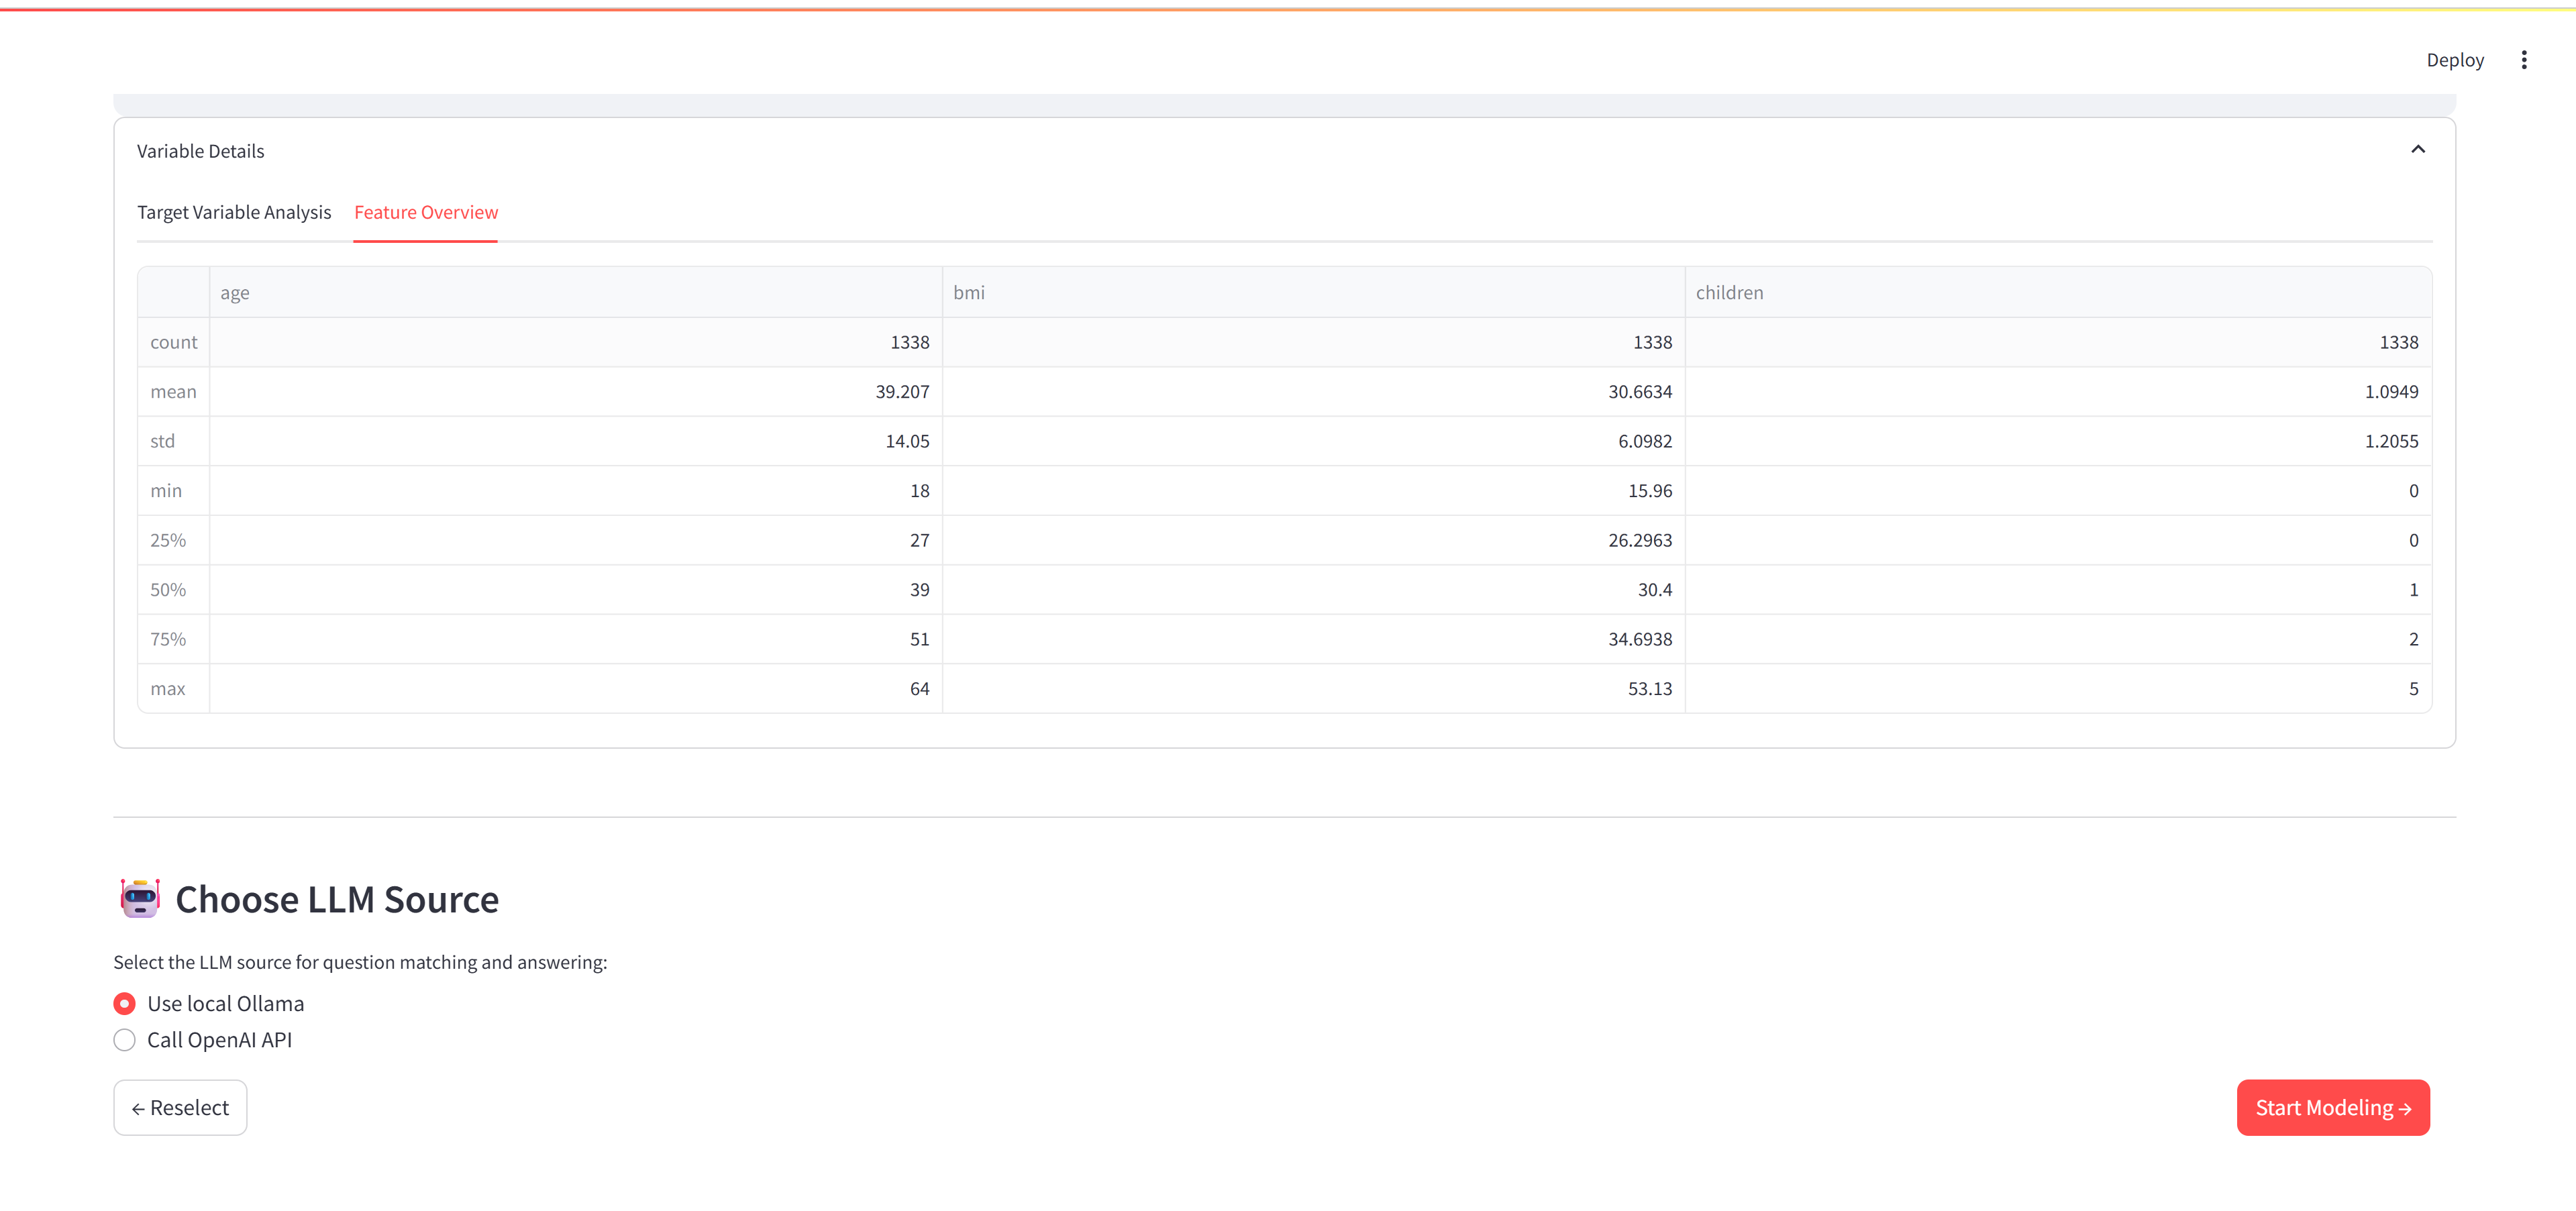 Deploy
Variable Details
Target Variable Analysis Feature Overview
age bmi children
count 1338 1338 1338
mean 39.207 30.6634 1.0949
std 14.05 6.0982 1.2055
min 18 15.96 0
25% 27 26.2963 0
50% 39 30.4 1
75% 51 34.6938 2
max 64 53.13 5
Choose LLM Source
Select the LLM source for question matching and answering:
Use local Ollama
Call OpenAI API
← Reselect Start Modeling →